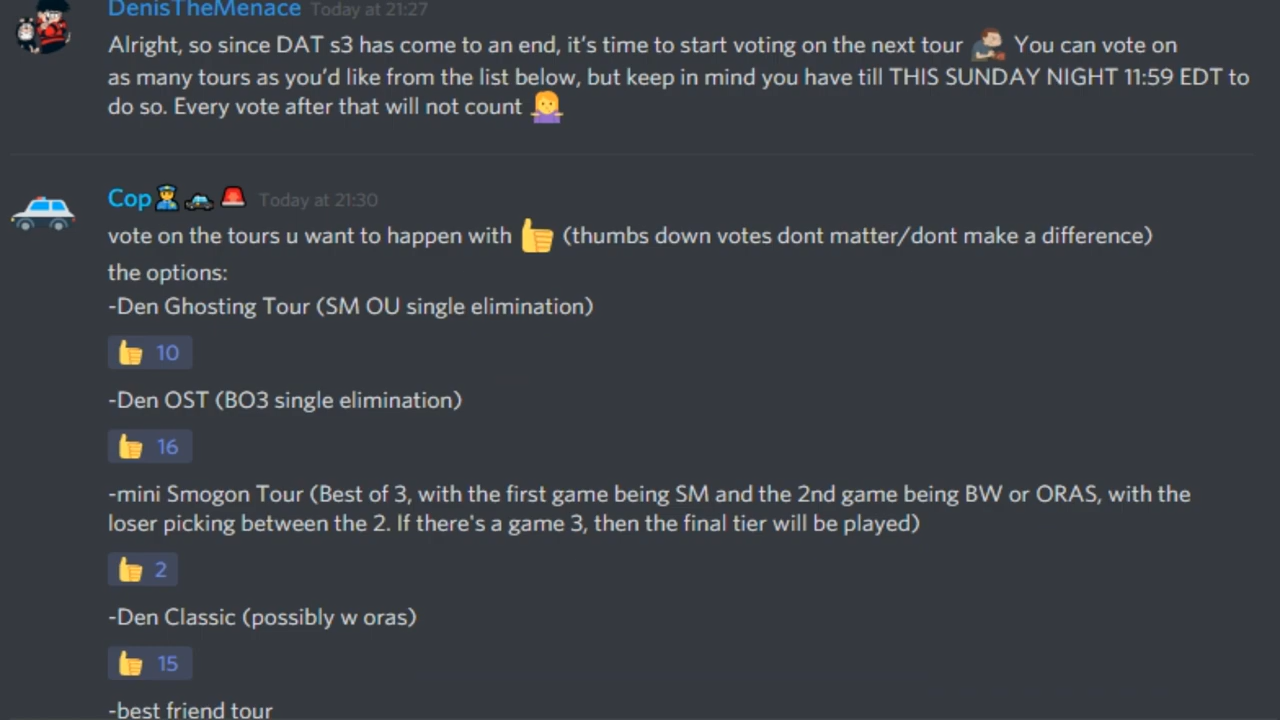 DenisTheMenace Today at 21:27
Alright, so since DAT s3 has come to an end, it's time to start voting on the next tour You can vote on
as many tours as you'd like from the list below, but keep in mind you have till THIS SUNDAY NIGHT 11:59 EDT to
do so. Every vote after that will not count
Cop Today at 21:30
vote on the tours u want to happen with 👍 (thumbs down votes dont matter/dont make a difference)
the options:
-Den Ghosting Tour (SM OU single elimination)
👍 10
-Den OST (BO3 single elimination)
👍 16
-mini Smogon Tour (Best of 3, with the first game being SM and the 2nd game being BW or ORAS, with the
loser picking between the 2. If there's a game 3, then the final tier will be played)
👍 2
-Den Classic (possibly w oras)
👍 15
-best friend tour